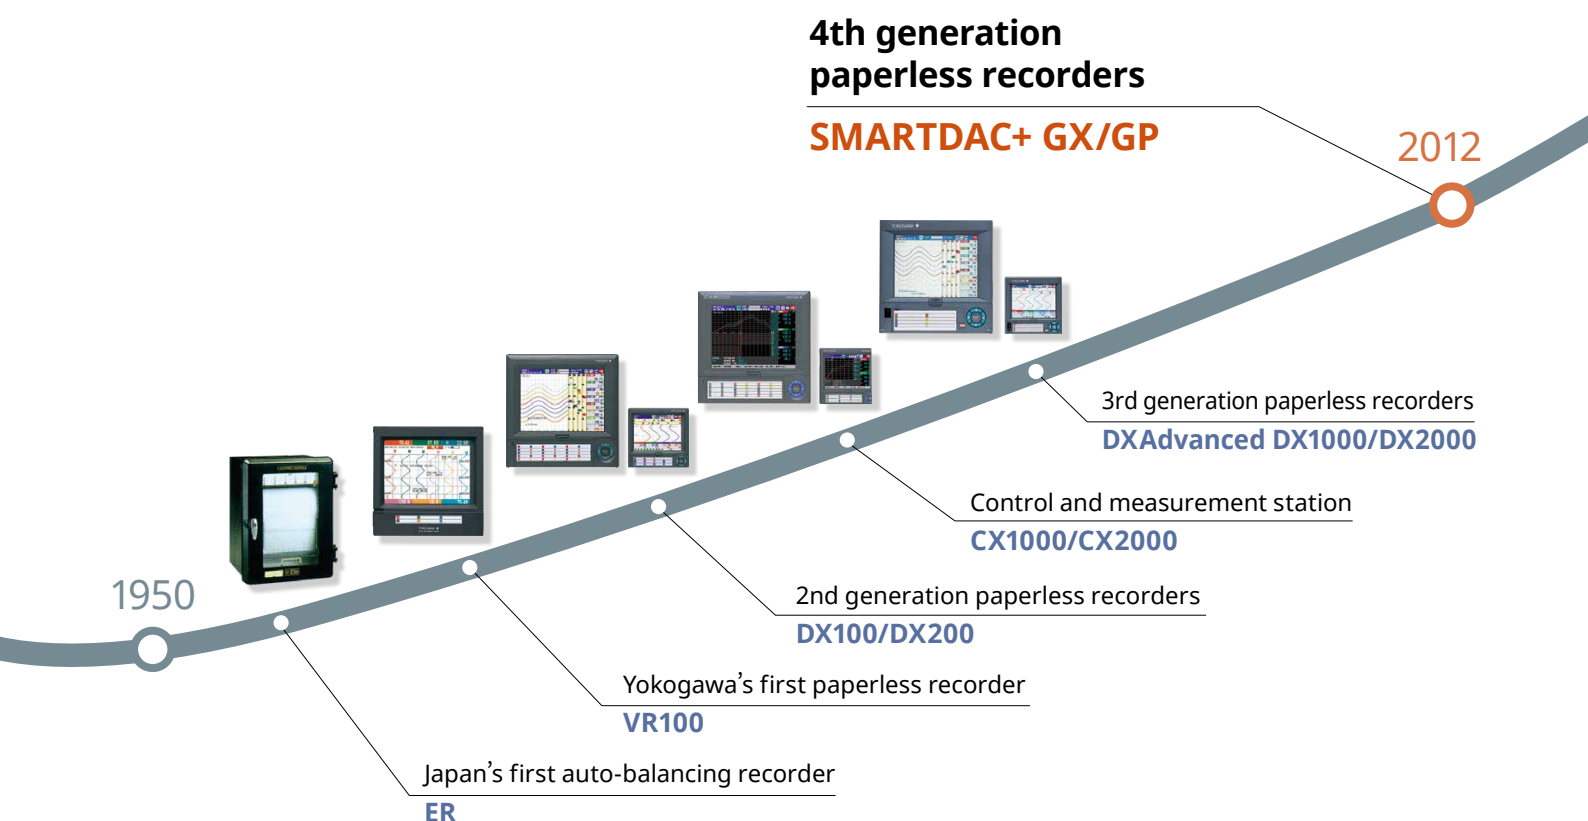 4th generation
paperless recorders
SMARTDAC+ GX/GP
2012
3rd generation paperless recorders
DXAdvanced DX1000/DX2000
Control and measurement station
CX1000/CX2000
2nd generation paperless recorders
DX100/DX200
1950
Yokogawa’s first paperless recorder
VR100
Japan’s first auto-balancing recorder
ER